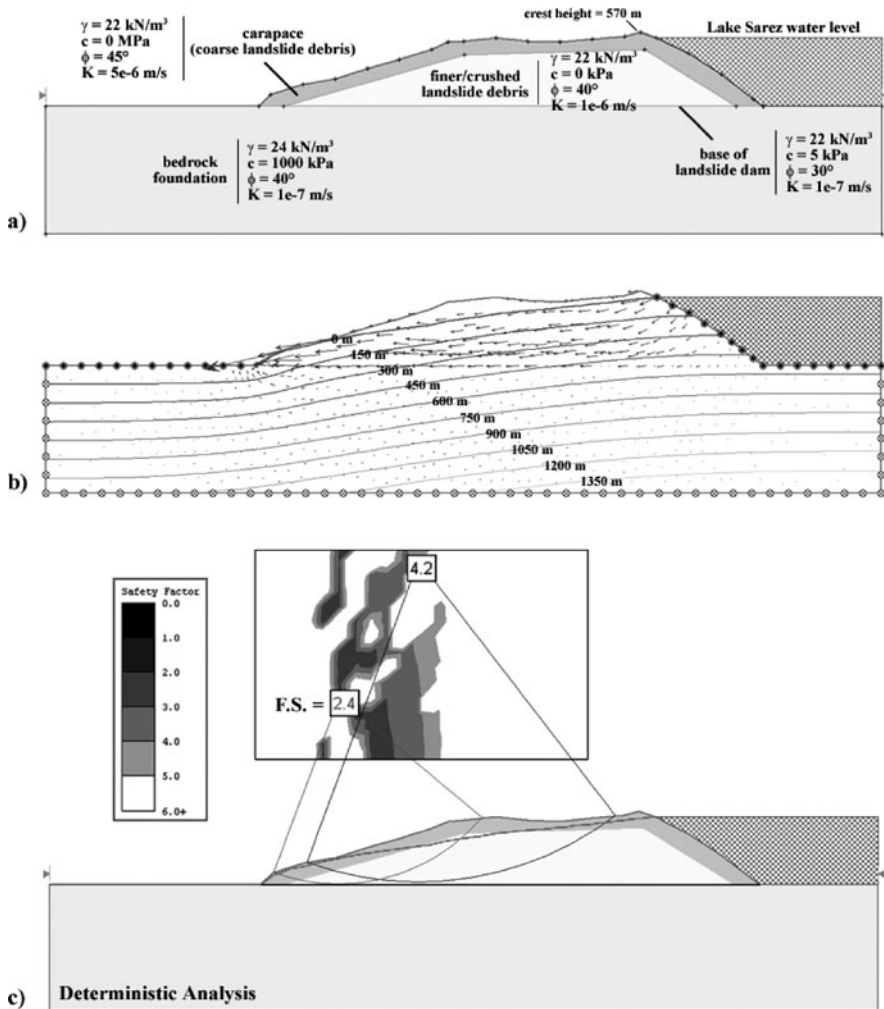 γ = 22 kN/m³
c = 0 MPa
ϕ = 45°
K = 5e-6 m/s
carapace
(coarse landslide debris)
crest height = 570 m
Lake Sarez water level
finer/crushed
landslide debris
γ = 22 kN/m³
c = 0 kPa
ϕ = 40°
K = 1e-6 m/s
bedrock
foundation
γ = 24 kN/m³
c = 1000 kPa
ϕ = 40°
K = 1e-7 m/s
base of
landslide dam
γ = 22 kN/m³
c = 5 kPa
ϕ = 30°
K = 1e-7 m/s
a)
0 m
150 m
300 m
450 m
600 m
750 m
900 m
1050 m
1200 m
1350 m
b)
Safety Factor
0.0
1.0
2.0
3.0
4.0
5.0
6.0+
4.2
F.S. = 2.4
Deterministic Analysis
c)